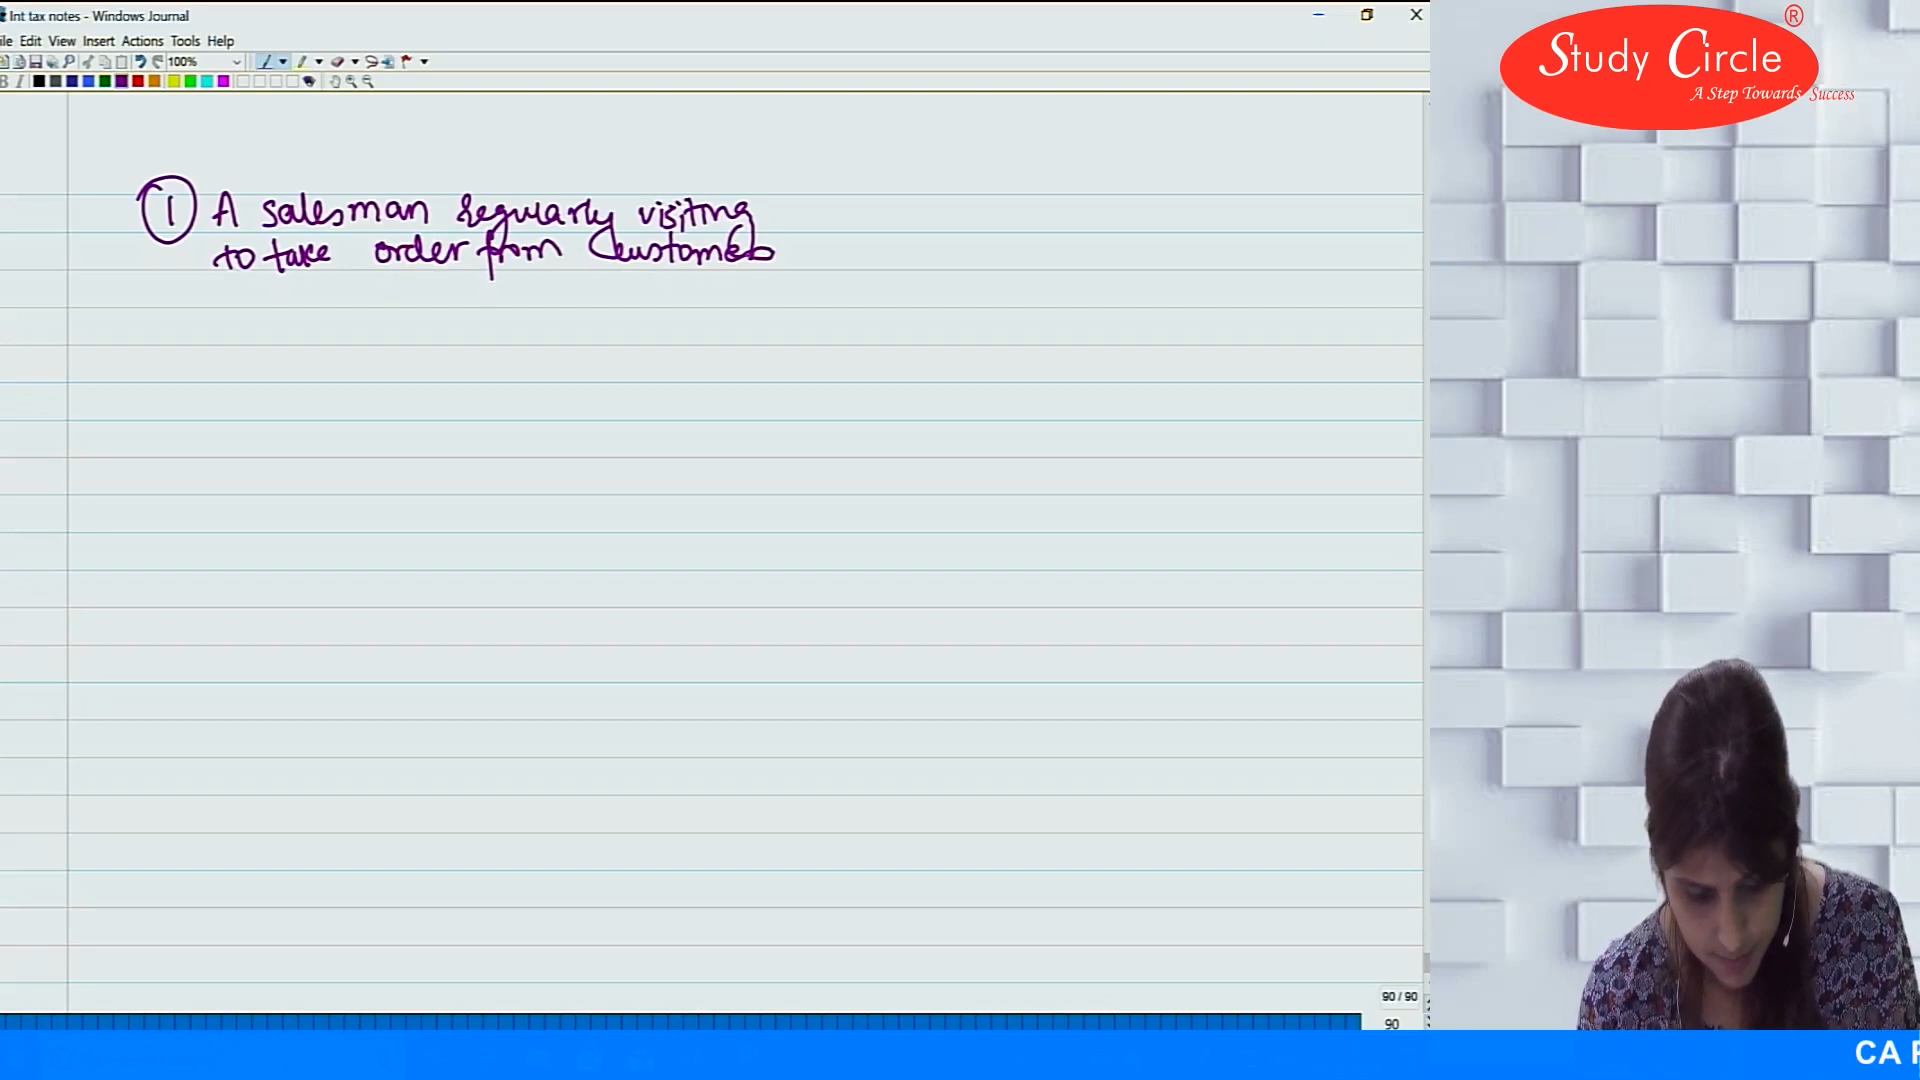 Int tax notes - Windows Journal
ile Edit View Insert Actions Tools Help
100%
B I
Study Circle ®
A Step Towards Success
1 A salesman regularly visiting
to take order from Customers
90 / 90
90
CA